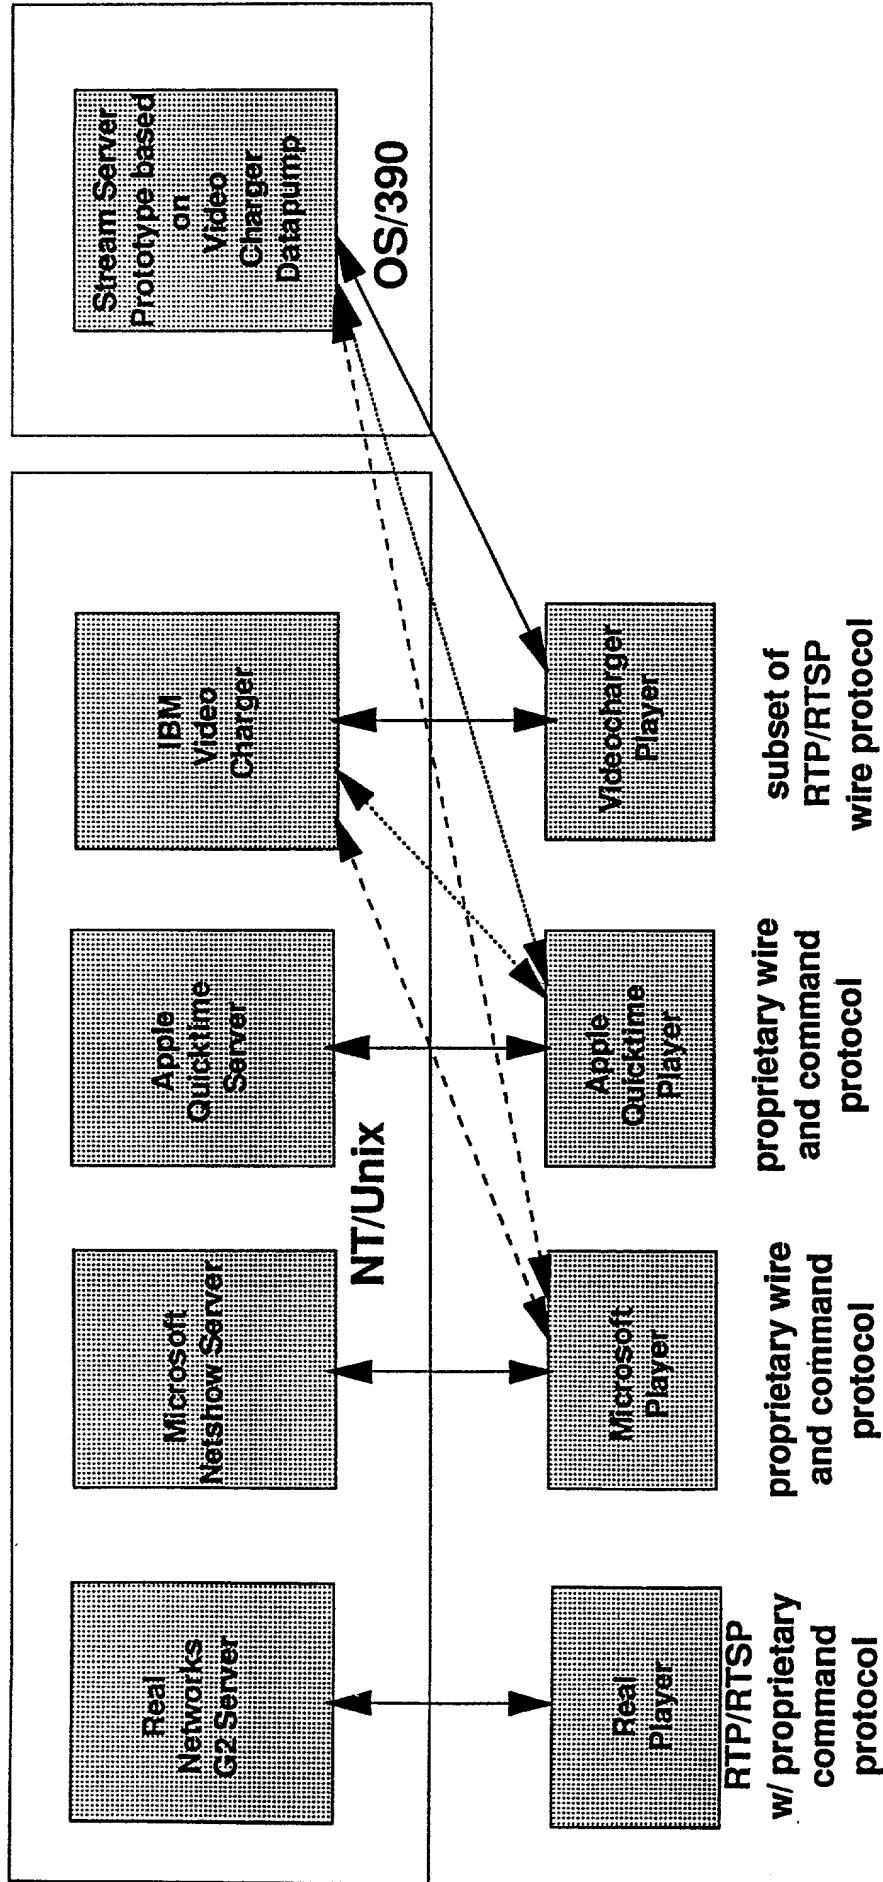 Real
Networks
G2 Server
Microsoft
Netshow Server
Apple
Quicktime
Server
IBM
Video
Charger
Stream Server
Prototype based
on
Video
Charger
Datapump
NT/Unix
OS/390
Real
Player
Microsoft
Player
Apple
Quicktime
Player
Videocharger
Player
RTP/RTSP
w/ proprietary
command
protocol
proprietary wire
and command
protocol
proprietary wire
and command
protocol
subset of
RTP/RTSP
wire protocol